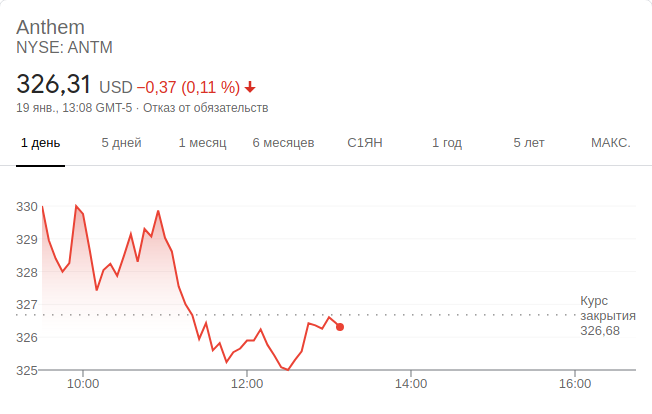 Anthem
NYSE: ANTM
326,31 USD −0,37 (0,11 %)
19 янв., 13:08 GMT-5 · Отказ от обязательств
1 день 5 дней 1 месяц 6 месяцев С1ЯН 1 год 5 лет МАКС.
330
329
328
327
326
325
Курс
закрытия
326,68
10:00 12:00 14:00 16:00